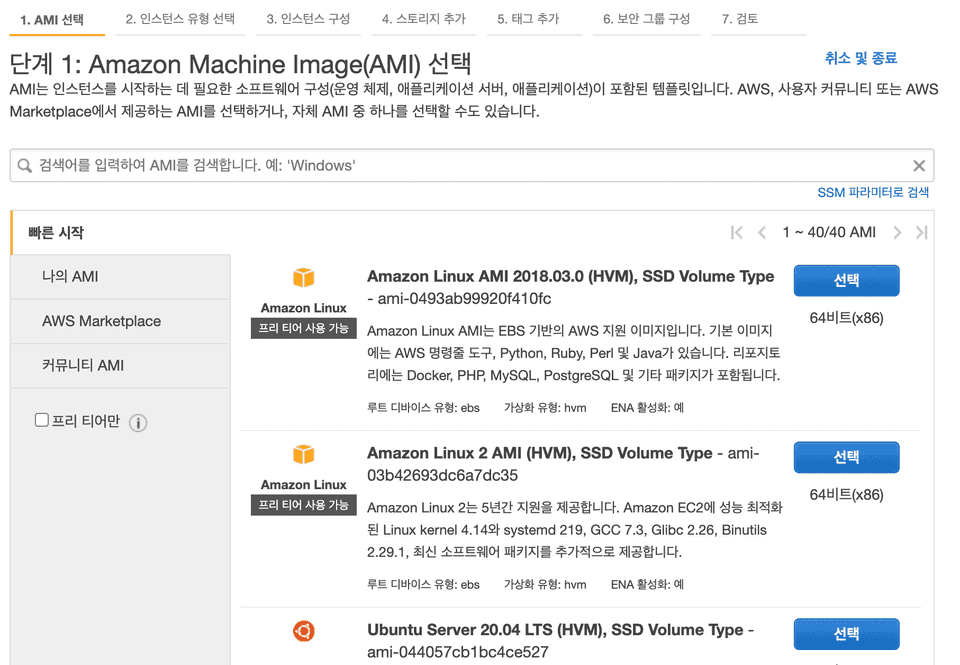 1. AMI 선택
2. 인스턴스 유형 선택
3. 인스턴스 구성
4. 스토리지 추가
5. 태그 추가
6. 보안 그룹 구성
7. 검토
단계 1: Amazon Machine Image(AMI) 선택
취소 및 종료
AMI는 인스턴스를 시작하는 데 필요한 소프트웨어 구성(운영 체제, 애플리케이션 서버, 애플리케이션)이 포함된 템플릿입니다. AWS, 사용자 커뮤니티 또는 AWS
Marketplace에서 제공하는 AMI를 선택하거나, 자체 AMI 중 하나를 선택할 수도 있습니다.
검색어를 입력하여 AMI를 검색합니다. 예: 'Windows'
SSM 파라미터로 검색
빠른 시작
1 ~ 40/40 AMI
나의 AMI
AWS Marketplace
커뮤니티 AMI
프리 티어만
Amazon Linux
프리 티어 사용 가능
Amazon Linux AMI 2018.03.0 (HVM), SSD Volume Type
- ami-0493ab99920f410fc
Amazon Linux AMI는 EBS 기반의 AWS 지원 이미지입니다. 기본 이미지
에는 AWS 명령줄 도구, Python, Ruby, Perl 및 Java가 있습니다. 리포지토
리에는 Docker, PHP, MySQL, PostgreSQL 및 기타 패키지가 포함됩니다.
루트 디바이스 유형: ebs 가상화 유형: hvm ENA 활성화: 예
선택
64비트(x86)
Amazon Linux
프리 티어 사용 가능
Amazon Linux 2 AMI (HVM), SSD Volume Type - ami-
03b42693dc6a7dc35
Amazon Linux 2는 5년간 지원을 제공합니다. Amazon EC2에 성능 최적화
된 Linux kernel 4.14와 systemd 219, GCC 7.3, Glibc 2.26, Binutils
2.29.1, 최신 소프트웨어 패키지를 추가적으로 제공합니다.
루트 디바이스 유형: ebs 가상화 유형: hvm ENA 활성화: 예
선택
64비트(x86)
Ubuntu Server 20.04 LTS (HVM), SSD Volume Type -
ami-044057cb1bc4ce527
선택